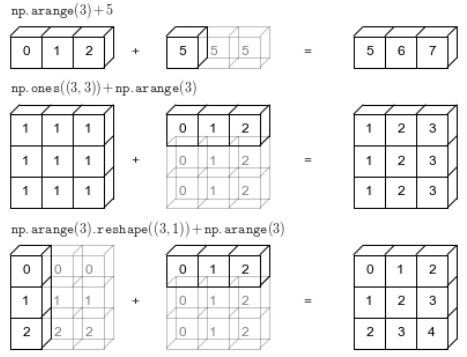 np.arange(3)+5
0 1 2 + 5 5 5 = 5 6 7
np.ones((3, 3))+np.arange(3)
1 1 1 0 1 2 1 2 3
1 1 1 + 0 1 2 = 1 2 3
1 1 1 0 1 2 1 2 3
np.arange(3).reshape((3, 1))+np.arange(3)
0 0 0 0 1 2 0 1 2
1 1 1 + 0 1 2 = 1 2 3
2 2 2 0 1 2 2 3 4